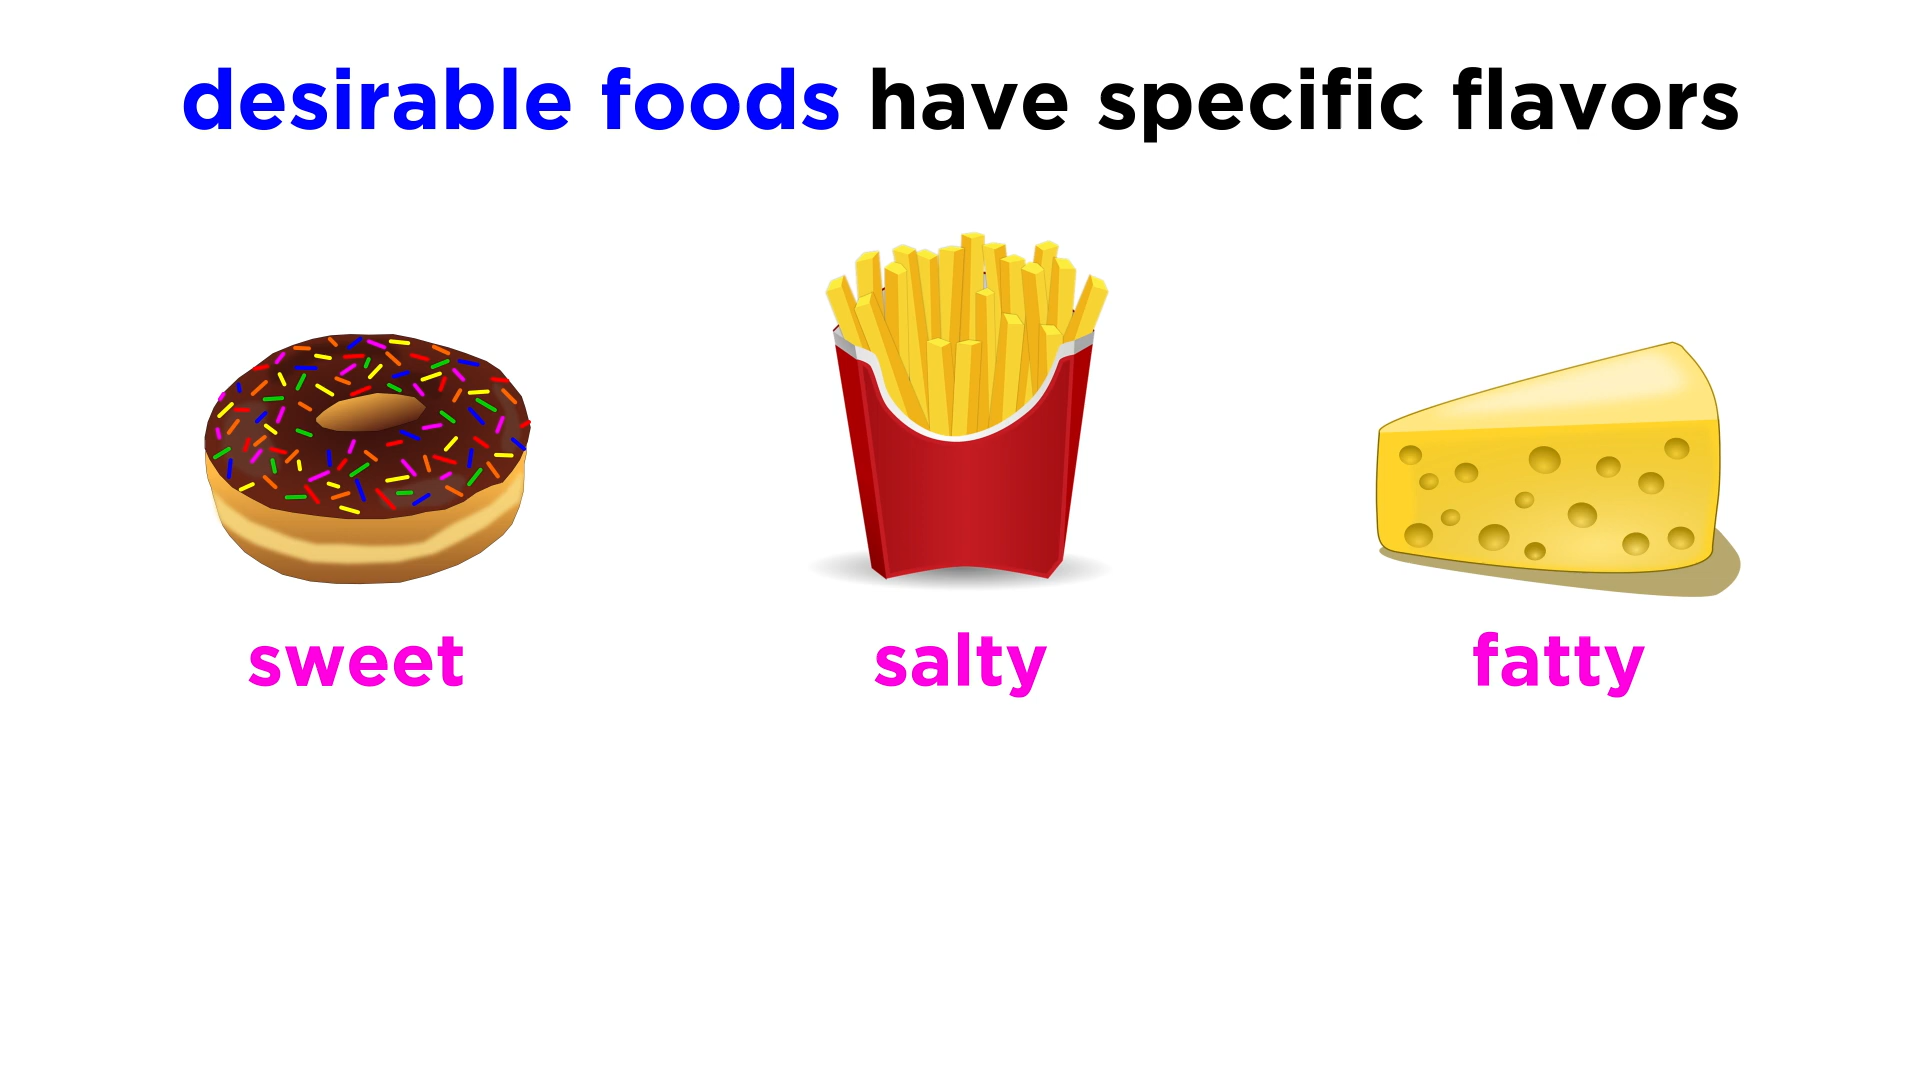 desirable foods have specific flavors
sweet
salty
fatty